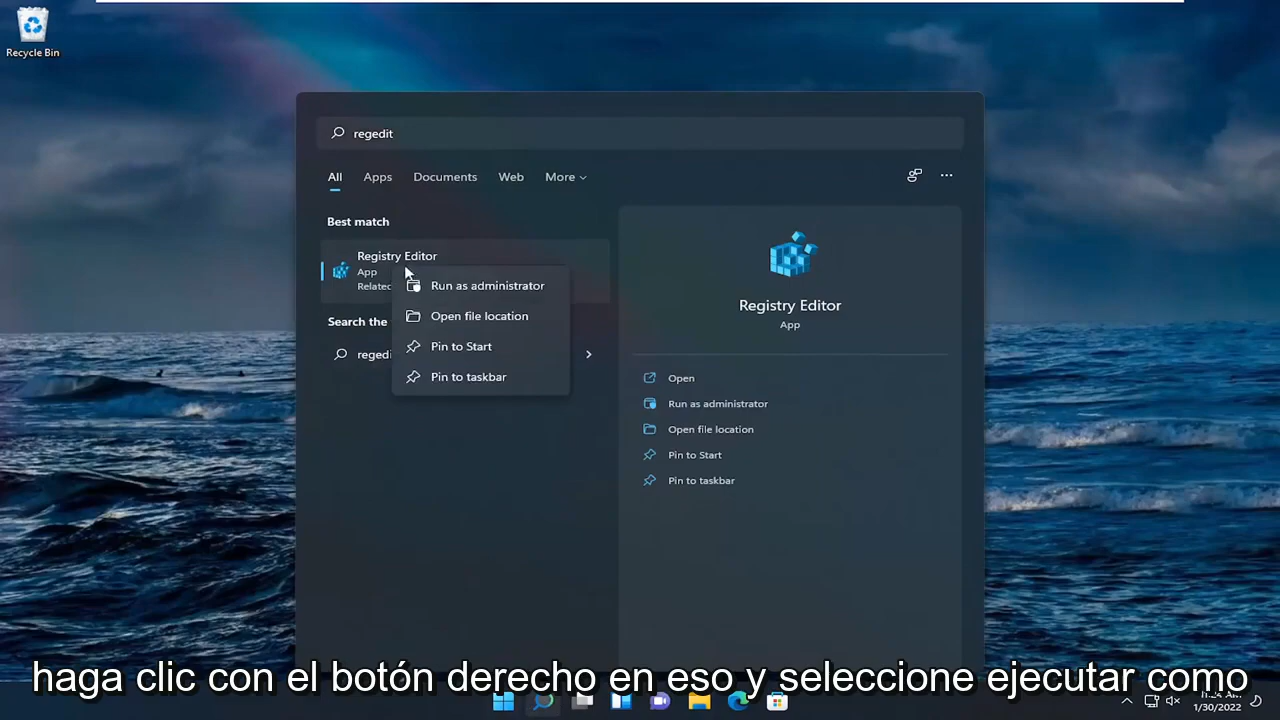 Recycle Bin
regedit
All Apps Documents Web More
Best match
Registry Editor
App
Related
Run as administrator
Open file location
Pin to Start
Pin to taskbar
Search the
Registry Editor
App
Open
Run as administrator
Open file location
Pin to Start
Pin to taskbar
haga clic con el botón derecho en eso y seleccione ejecutar como
1/30/2022